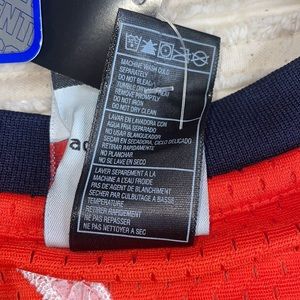 MACHINE WASH COLD
SEPARATELY
DO NOT BLEACH
TUMBLE DRY
REMOVE PROMPTLY
DO NOT IRON
DO NOT DRY CLEAN
LAVAR EN LAVADORA CON
AGUA FRIA SEPARADO
NO USAR BLANQUEADOR
SECAR EN SECADORA, CICLO DELICADO
RETIRAR INMEDIATAMENTE
NO PLANCHAR
NO SE LAVE EN SECO
LAVER SEPAREMENT A LA
MACHINE A L'EAU FROIDE
PAS DE AGENT DE BLANCHIMENT
SECHER PAR CULBUTAGE A BASSE
TEMPERATURE
RETIRER RAPIDEMENT
NE PAS REPASSER
NE PAS NETTOYER A SEC